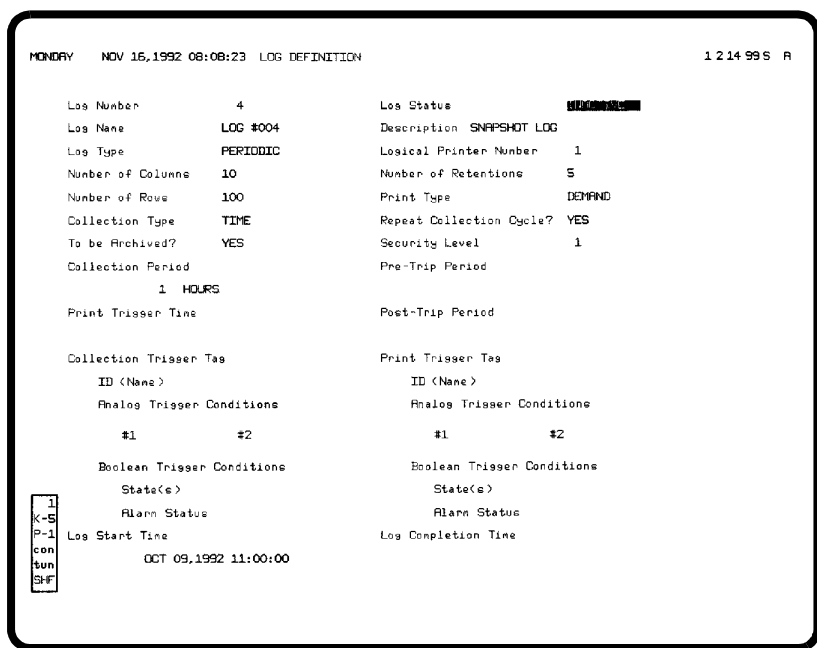 MONDAY NOV 16,1992 08:08:23 LOG DEFINITION 1 2 14 99 S R
Log Number 4 Log Status
Log Name LOG #004 Description SNAPSHOT LOG
Log Type PERIODIC Logical Printer Number 1
Number of Columns 10 Number of Retentions 5
Number of Rows 100 Print Type DEMAND
Collection Type TIME Repeat Collection Cycle? YES
To be Archived? YES Security Level 1
Collection Period Pre-Trip Period
1 HOURS
Print Trigger Time Post-Trip Period
Collection Trigger Tag Print Trigger Tag
ID (Name) ID (Name)
Analog Trigger Conditions Analog Trigger Conditions
#1 #2 #1 #2
Boolean Trigger Conditions Boolean Trigger Conditions
State(s) State(s)
Alarm Status Alarm Status
Log Start Time Log Completion Time
OCT 09,1992 11:00:00
1
K-5
P-1
con
tun
SHF